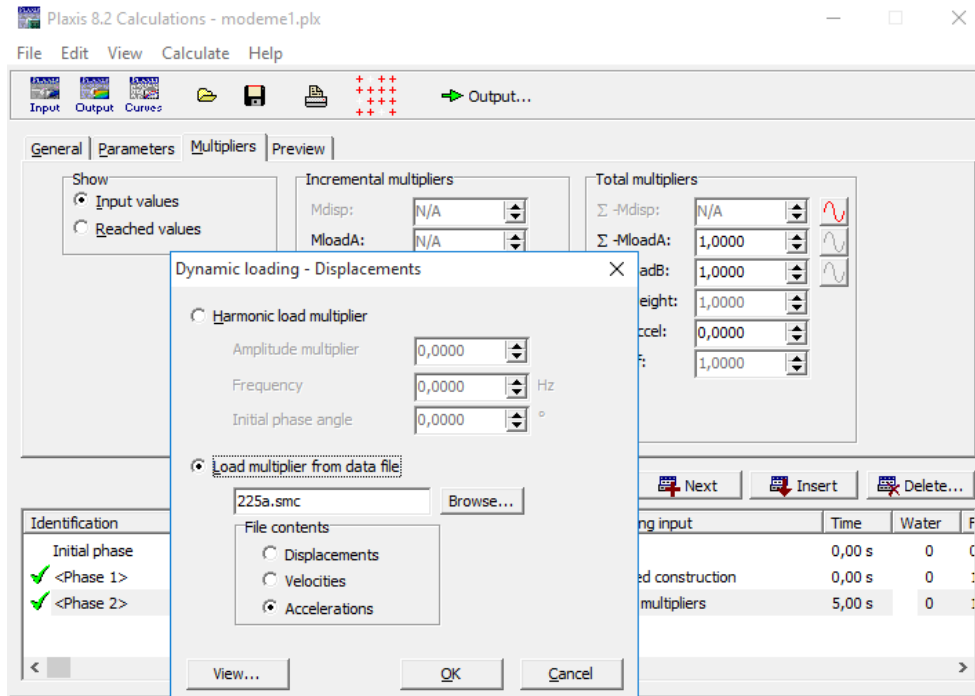 Plaxis 8.2 Calculations - modeme1.plx
File Edit View Calculate Help
Input Output Curves Output...
General Parameters Multipliers Preview
Show
Input values
Reached values
Incremental multipliers
Mdisp: N/A
MloadA: N/A
Total multipliers
Σ -Mdisp: N/A
Σ -MloadA: 1,0000
adB: 1,0000
eight: 1,0000
ccel: 0,0000
f: 1,0000
Dynamic loading - Displacements
Harmonic load multiplier
Amplitude multiplier 0,0000
Frequency 0,0000 Hz
Initial phase angle 0,0000 °
Load multiplier from data file
225a.smc Browse...
File contents
Displacements
Velocities
Accelerations
View... OK Cancel
Next Insert Delete...
Identification ng input Time Water F
Initial phase 0,00 s 0 0
<Phase 1> ed construction 0,00 s 0 1
<Phase 2> multipliers 5,00 s 0 1